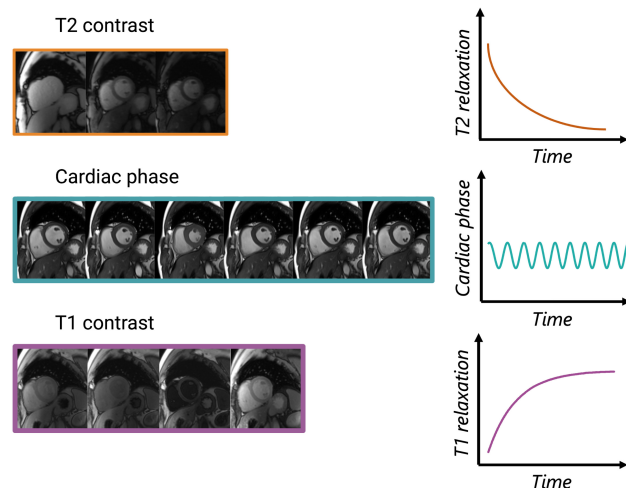 T2 contrast
T2 relaxation
Time
Cardiac phase
Cardiac phase
Time
T1 contrast
T1 relaxation
Time